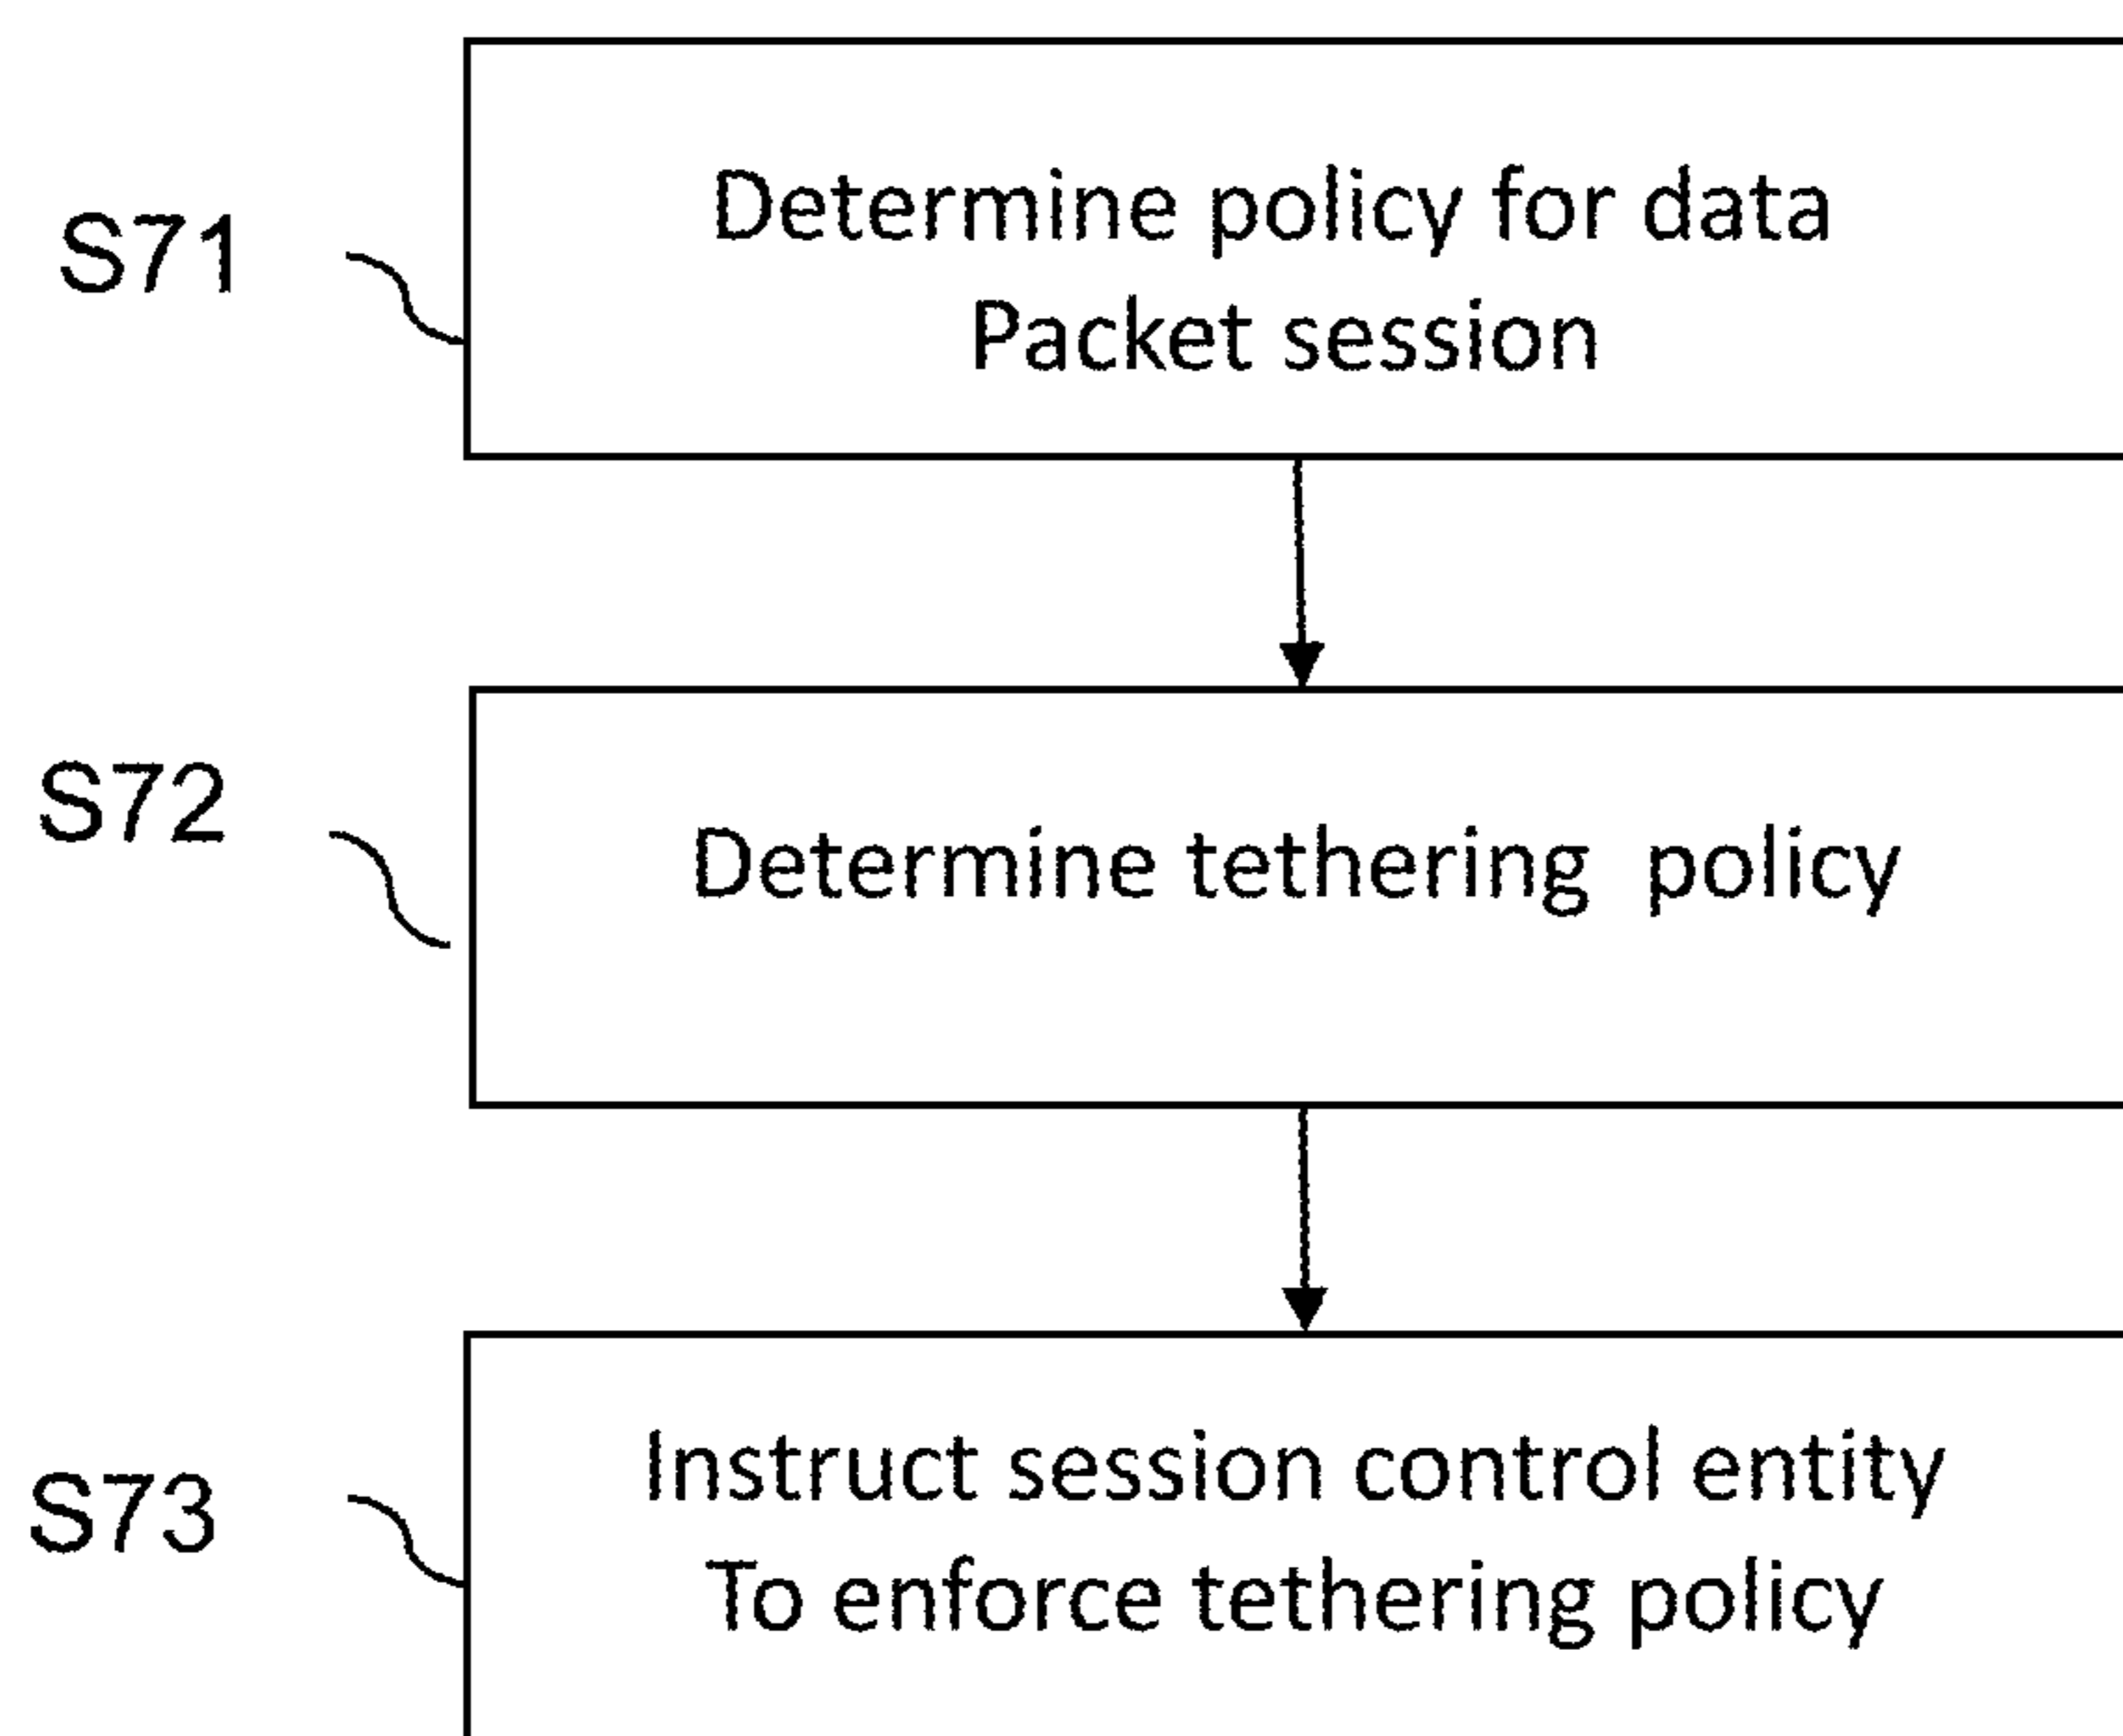 S71
Determine policy for data
Packet session
S72
Determine tethering policy
S73
Instruct session control entity
To enforce tethering policy